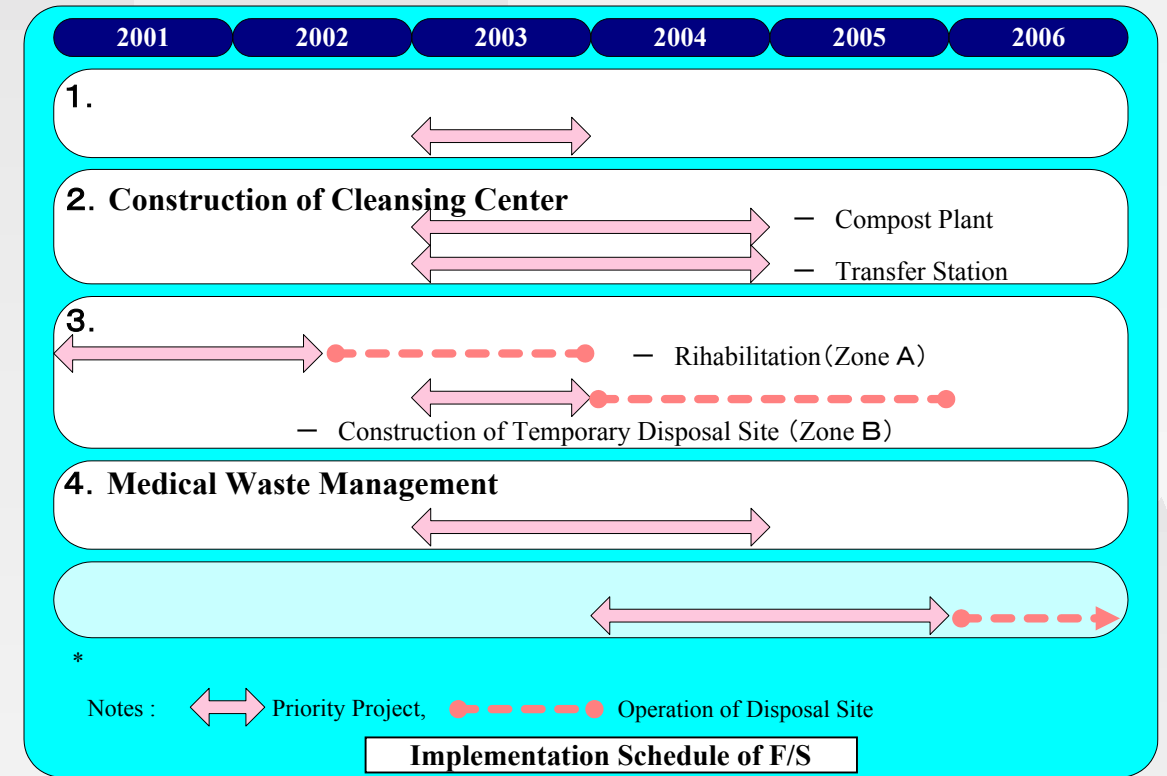 2001 2002 2003 2004 2005 2006
1.
2. Construction of Cleansing Center
— Compost Plant
— Transfer Station
3.
— Rihabilitation(Zone A)
— Construction of Temporary Disposal Site (Zone B)
4. Medical Waste Management
*
Notes : Priority Project, Operation of Disposal Site
Implementation Schedule of F/S